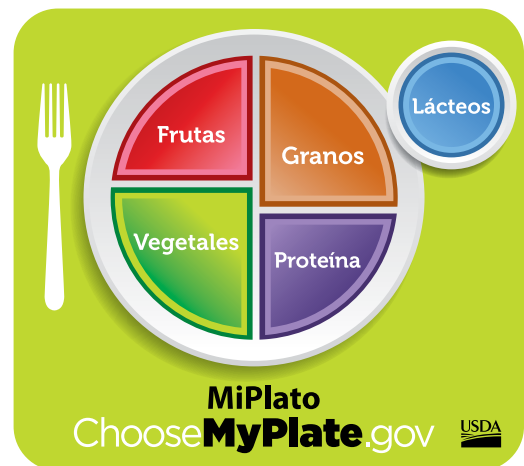 Frutas
Granos
Lácteos
Vegetales
Proteína
MiPlato
ChooseMyPlate.gov
USDA